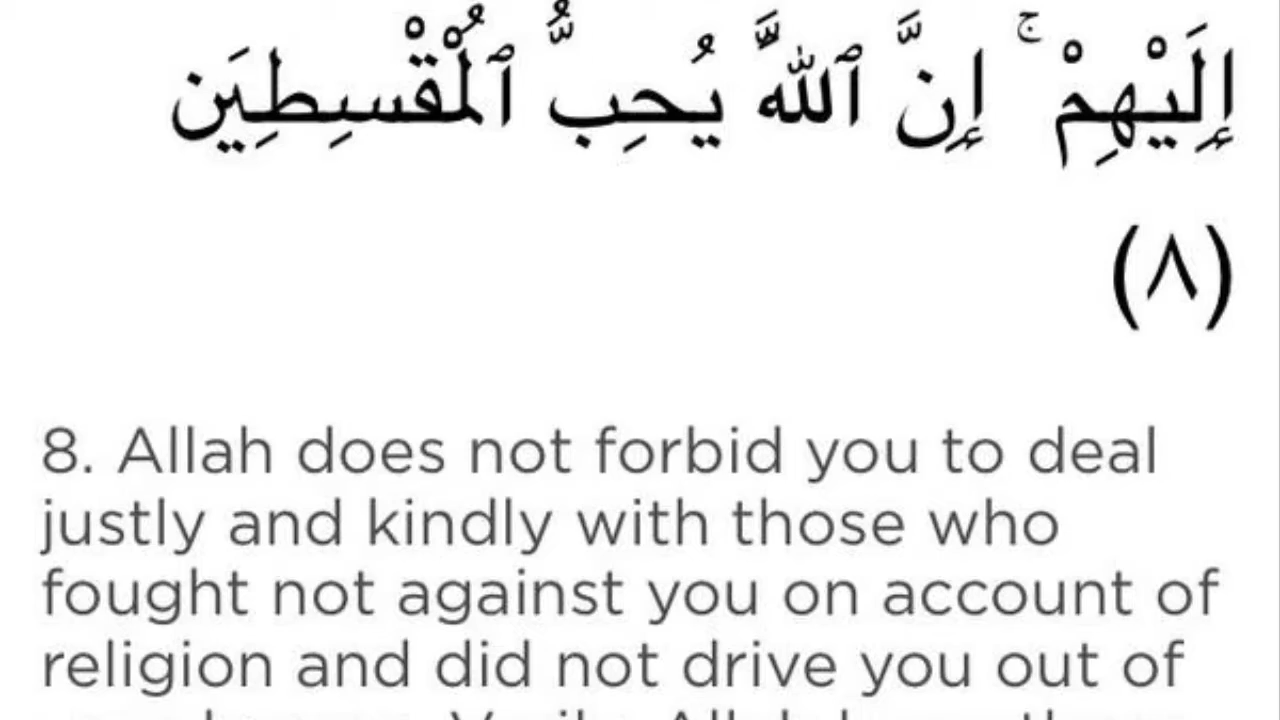 إِلَيْهِمْ ۚ إِنَّ ٱللَّهَ يُحِبُّ ٱلْمُقْسِطِينَ
(٨)
8. Allah does not forbid you to deal
justly and kindly with those who
fought not against you on account of
religion and did not drive you out of